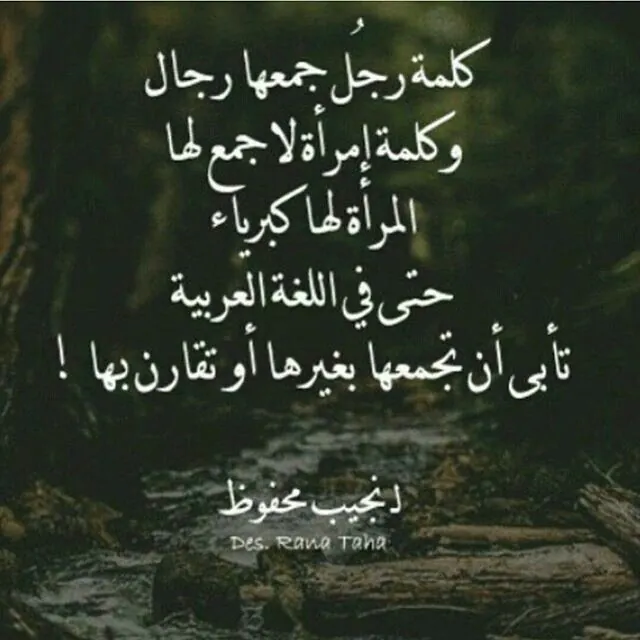 كلمة رجُل جمعها رجال
وكلمة إمرأة لا جمع لها
المرأة لها كبرياء
حتى في اللغة العربية
تأبى أن تجمعها بغيرها أو تقارن بها !
لـ نجيب محفوظ
Des. Rana Taha